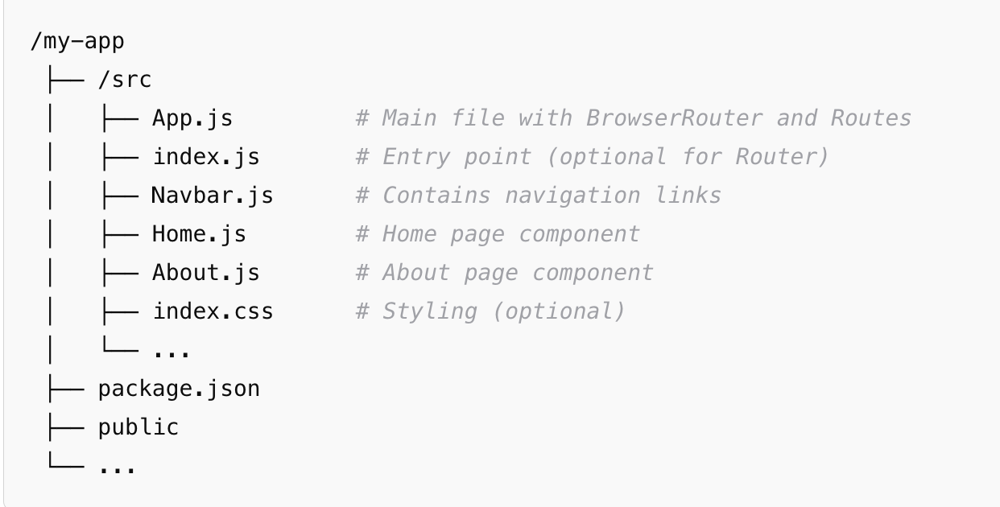 /my-app
 ├── /src
 │   ├── App.js         # Main file with BrowserRouter and Routes
 │   ├── index.js       # Entry point (optional for Router)
 │   ├── Navbar.js      # Contains navigation links
 │   ├── Home.js        # Home page component
 │   ├── About.js       # About page component
 │   ├── index.css      # Styling (optional)
 │   └── ...
 ├── package.json
 ├── public
 └── ...